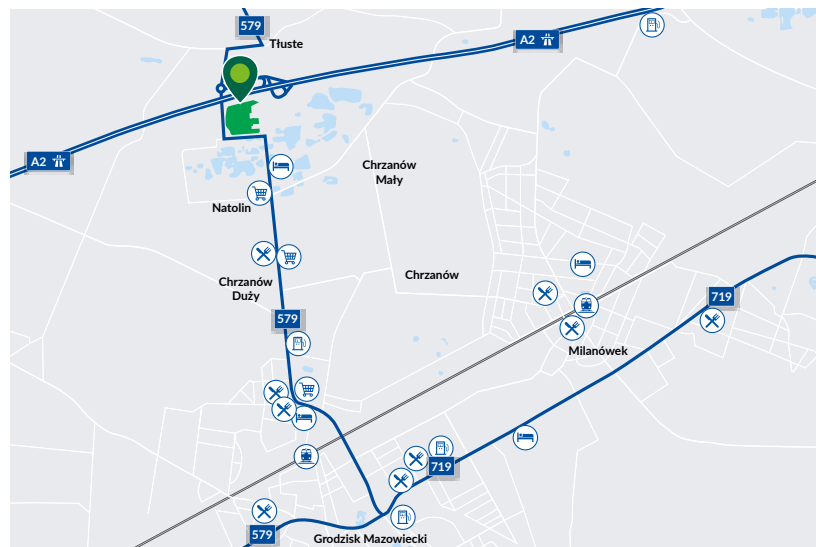 579
Tłuste
A2
A2
Chrzanów
Mały
Natolin
Chrzanów
Chrzanów
Duży
719
579
Milanówek
719
579
Grodzisk Mazowiecki